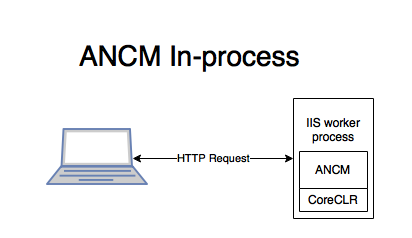 ANCM In-process
HTTP Request
IIS worker
process
ANCM
CoreCLR